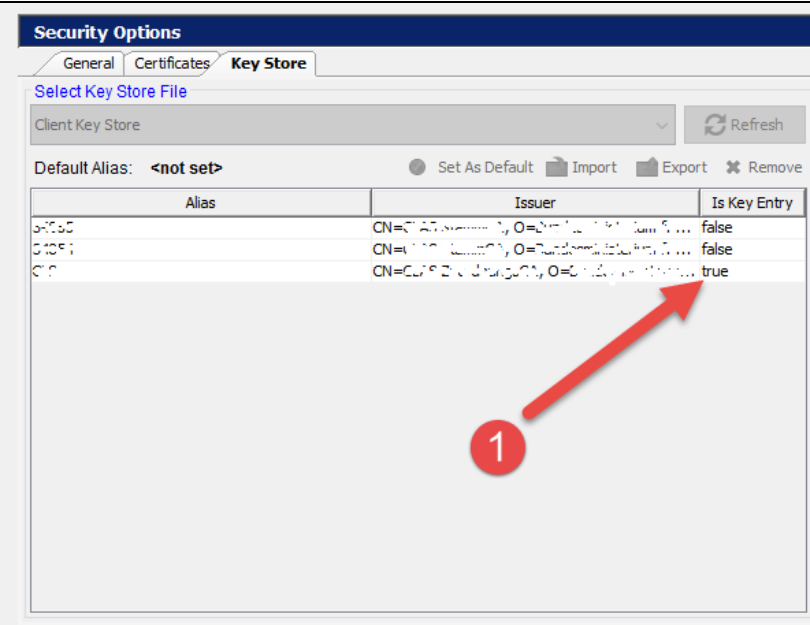 Security Options
General Certificates Key Store
Select Key Store File
Client Key Store Refresh
Default Alias: <not set> Set As Default Import Export Remove
Alias Issuer Is Key Entry
false
false
true
1